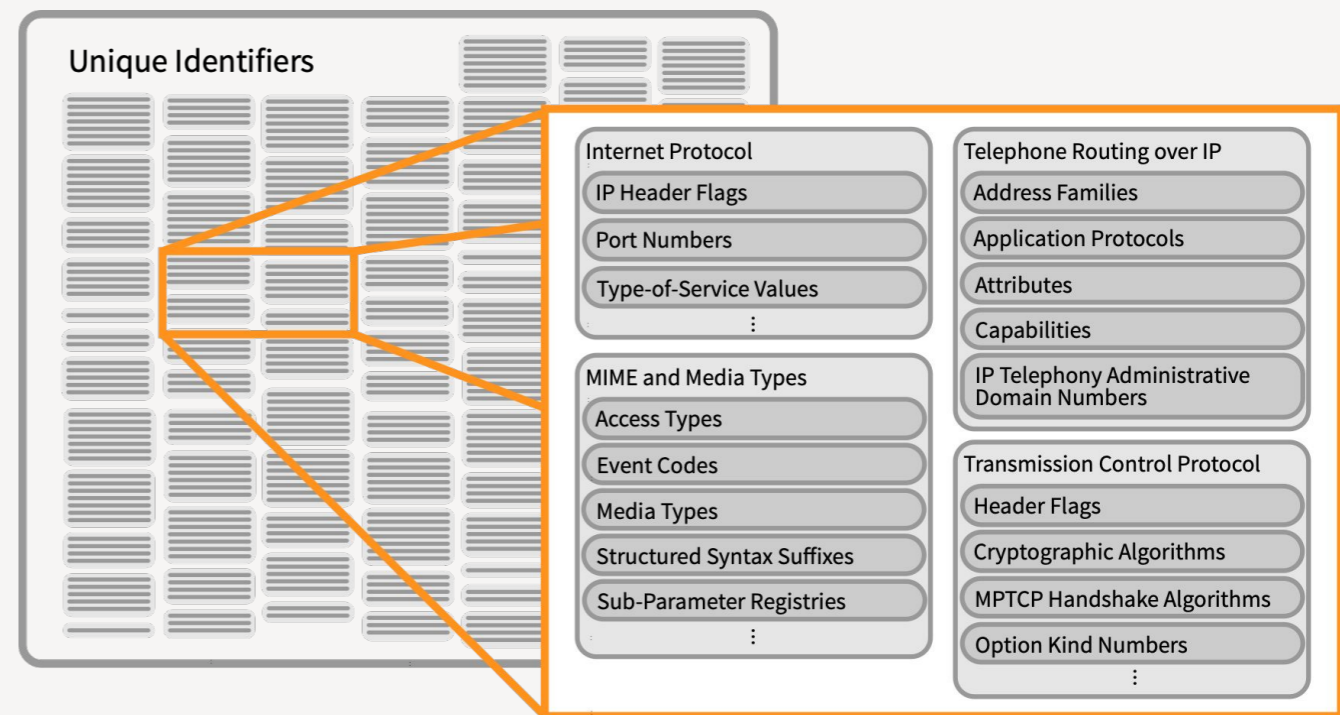 Unique Identifiers
Internet Protocol
IP Header Flags
Port Numbers
Type-of-Service Values
⋮
MIME and Media Types
Access Types
Event Codes
Media Types
Structured Syntax Suffixes
Sub-Parameter Registries
⋮
Telephone Routing over IP
Address Families
Application Protocols
Attributes
Capabilities
IP Telephony Administrative
Domain Numbers
Transmission Control Protocol
Header Flags
Cryptographic Algorithms
MPTCP Handshake Algorithms
Option Kind Numbers
⋮